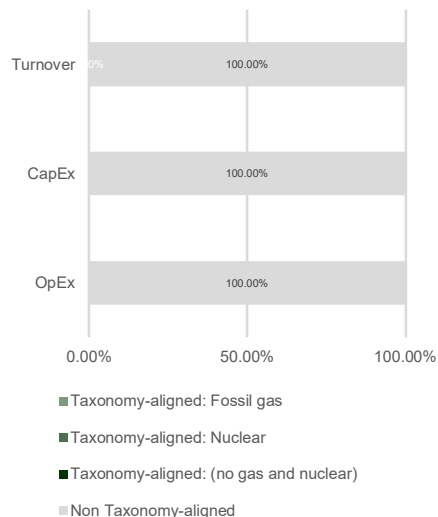 Turnover
100.00%
CapEx
100.00%
OpEx
100.00%
0.00% 50.00% 100.00%
Taxonomy-aligned: Fossil gas
Taxonomy-aligned: Nuclear
Taxonomy-aligned: (no gas and nuclear)
Non Taxonomy-aligned